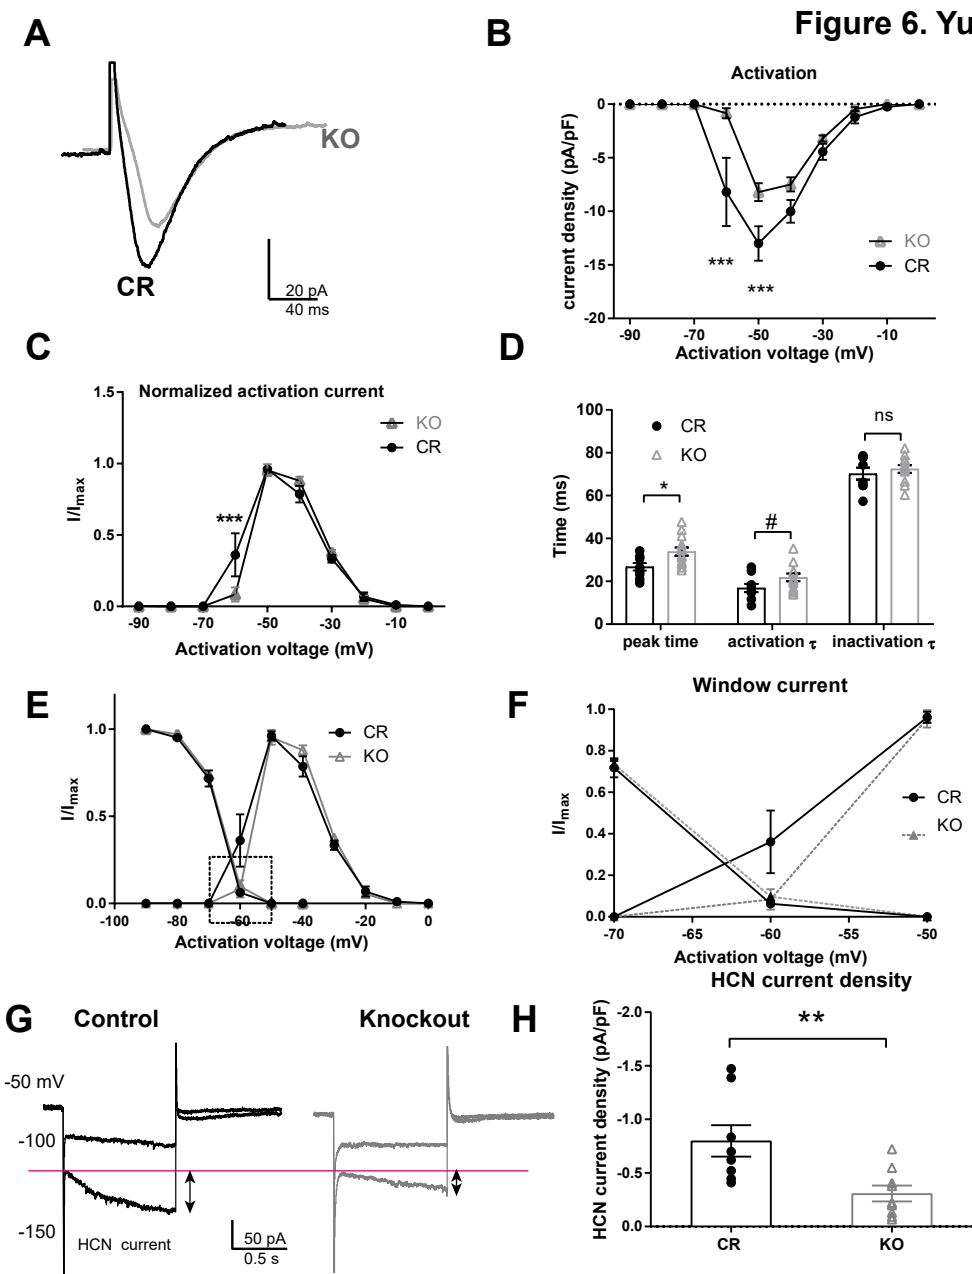 Figure 6. Yu
A
KO
CR
20 pA
40 ms
B
Activation
current density (pA/pF)
0
-5
-10
-15
-20
***
***
KO
CR
-90
-70
-50
-30
-10
Activation voltage (mV)
C
Normalized activation current
I/Imax
1.5
1.0
0.5
0.0
***
KO
CR
-90
-70
-50
-30
-10
Activation voltage (mV)
D
Time (ms)
100
80
60
40
20
0
CR
KO
*
#
ns
peak time
activation τ
inactivation τ
E
I/Imax
1.0
0.5
0.0
CR
KO
-100
-80
-60
-40
-20
0
Activation voltage (mV)
F
Window current
I/Imax
1.0
0.8
0.6
0.4
0.2
0.0
CR
KO
-70
-65
-60
-55
-50
Activation voltage (mV)
G
Control
Knockout
-50 mV
-100
-150
HCN current
50 pA
0.5 s
H
HCN current density
HCN current density (pA/pF)
-2.0
-1.5
-1.0
-0.5
0.0
**
CR
KO